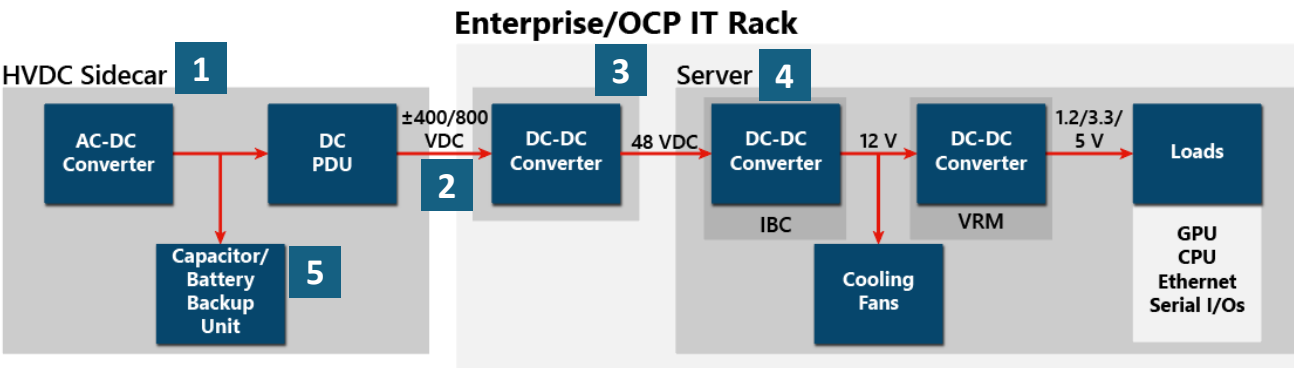 Enterprise/OCP IT Rack
HVDC Sidecar
1
3
Server
4
AC-DC
Converter
DC
PDU
±400/800
VDC
2
DC-DC
Converter
48 VDC
DC-DC
Converter
IBC
12 V
DC-DC
Converter
VRM
1.2/3.3/
5 V
Loads
GPU
CPU
Ethernet
Serial I/Os
Capacitor/
Battery
Backup
Unit
5
Cooling
Fans